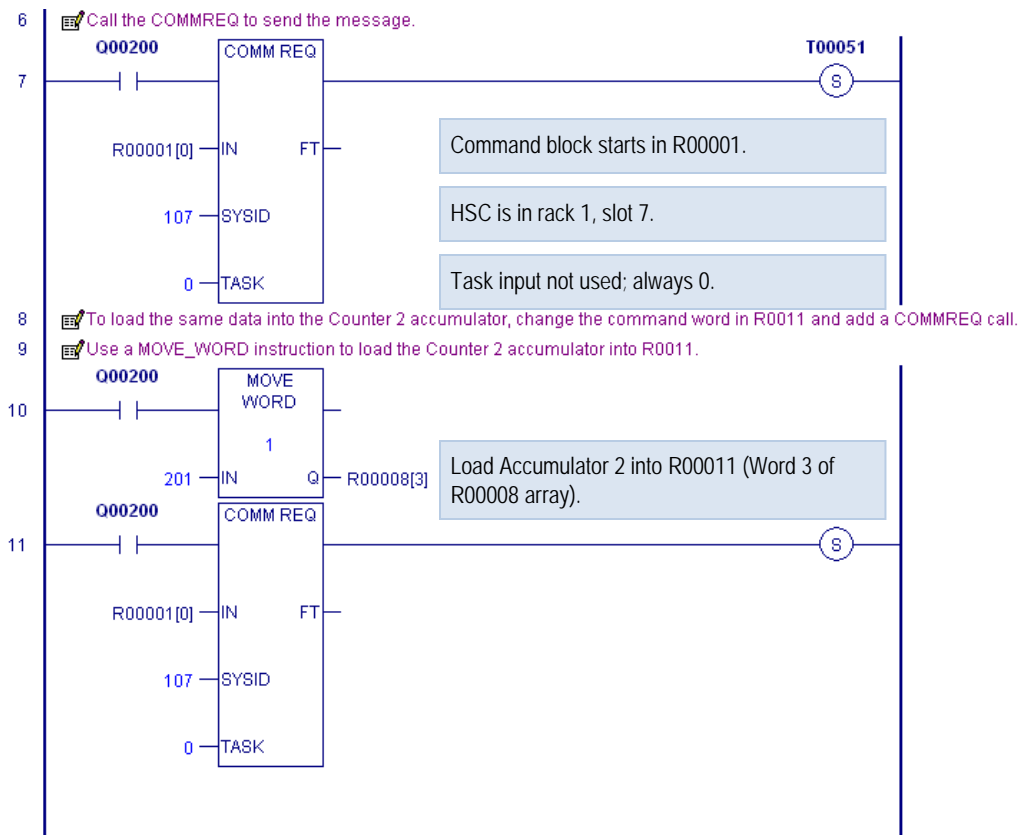 6 Call the COMMREQ to send the message.
Q00200 COMM REQ T00051
7 S
R00001[0] IN FT Command block starts in R00001.
107 SYSID HSC is in rack 1, slot 7.
0 TASK Task input not used; always 0.
8 To load the same data into the Counter 2 accumulator, change the command word in R0011 and add a COMMREQ call.
9 Use a MOVE_WORD instruction to load the Counter 2 accumulator into R0011.
Q00200 MOVE
10 WORD
1
201 IN Q R00008[3] Load Accumulator 2 into R00011 (Word 3 of
R00008 array).
Q00200 COMM REQ
11 S
R00001[0] IN FT
107 SYSID
0 TASK